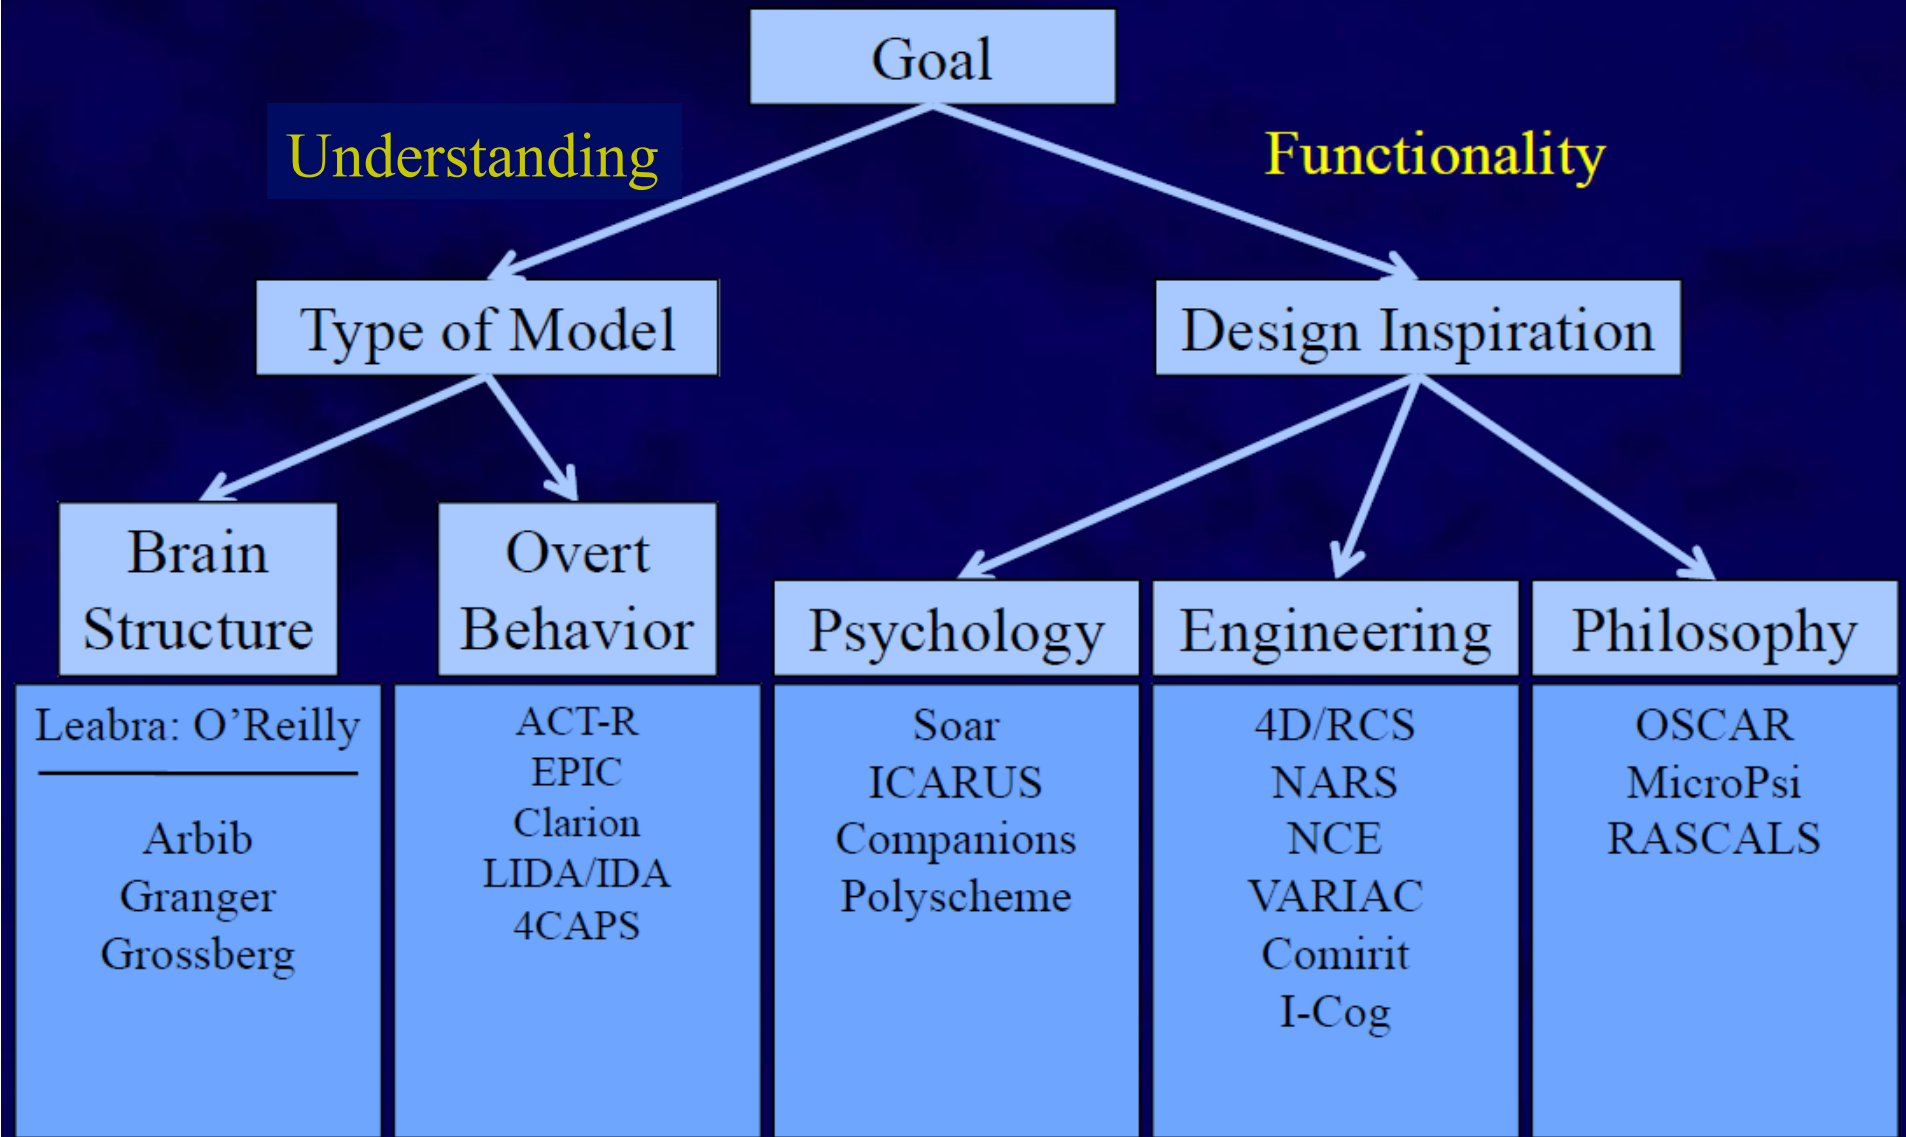 Goal
Understanding
Functionality
Type of Model
Design Inspiration
Brain
Structure
Overt
Behavior
Psychology
Engineering
Philosophy
Leabra: O’Reilly
Arbib
Granger
Grossberg
ACT-R
EPIC
Clarion
LIDA/IDA
4CAPS
Soar
ICARUS
Companions
Polyscheme
4D/RCS
NARS
NCE
VARIAC
Comirit
I-Cog
OSCAR
MicroPsi
RASCALS